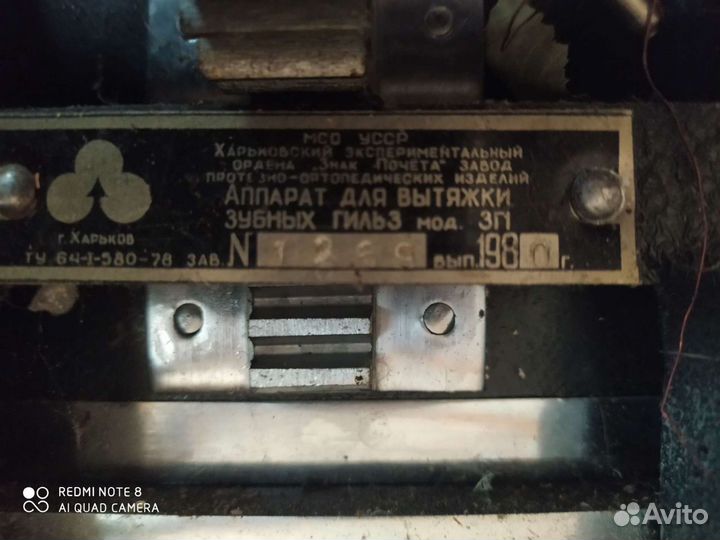 МСО УССР
ХАРЬКОВСКИЙ ЭКСПЕРИМЕНТАЛЬНЫЙ
ОРДЕНА „ЗНАК ПОЧЕТА" ЗАВОД
ПРОТЕЗНО-ОРТОПЕДИЧЕСКИХ ИЗДЕЛИЙ
АППАРАТ ДЛЯ ВЫТЯЖКИ
ЗУБНЫХ ГИЛЬЗ МОД. ЗП
г. ХАРЬКОВ
ТУ 64-1-580-78 ЗАВ. N ВЫП. 1980 г.
REDMI NOTE 8
AI QUAD CAMERA
Avito